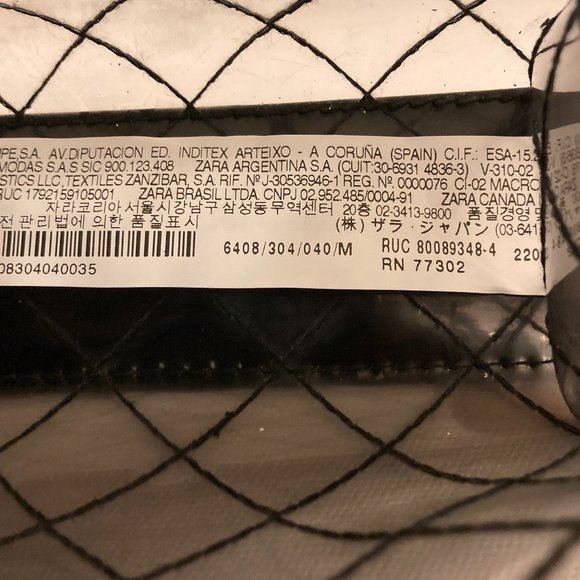 MPE,S.A. AV.DIPUTACION ED. INDITEX ARTEIXO - A CORUÑA (SPAIN) C.I.F.: ESA-15.
MODAS S.A.S SIC 900.123.408 ZARA ARGENTINA S.A. (CUIT:30-6931 4836-3) V-310-02
STICS LLC,TEXTILES ZANZIBAR, S.A. RIF. Nº J-30536946-1 REG.NO. 0000076 CI-02 MACRO
RUC 1792159105001 ZARA BRASIL LTDA. CNPJ 02.952.485/0004-91 ZARA CANADA
자라코리아 서울시 강남구 삼성동 무역센터 20층 02-3413-9800 품질경영 및
전 관리법에 의한 품질표시 (株) ザラ・ジャパン (03-641
08304040035 6408/304/040/M RUC 80089348-4 220
RN 77302